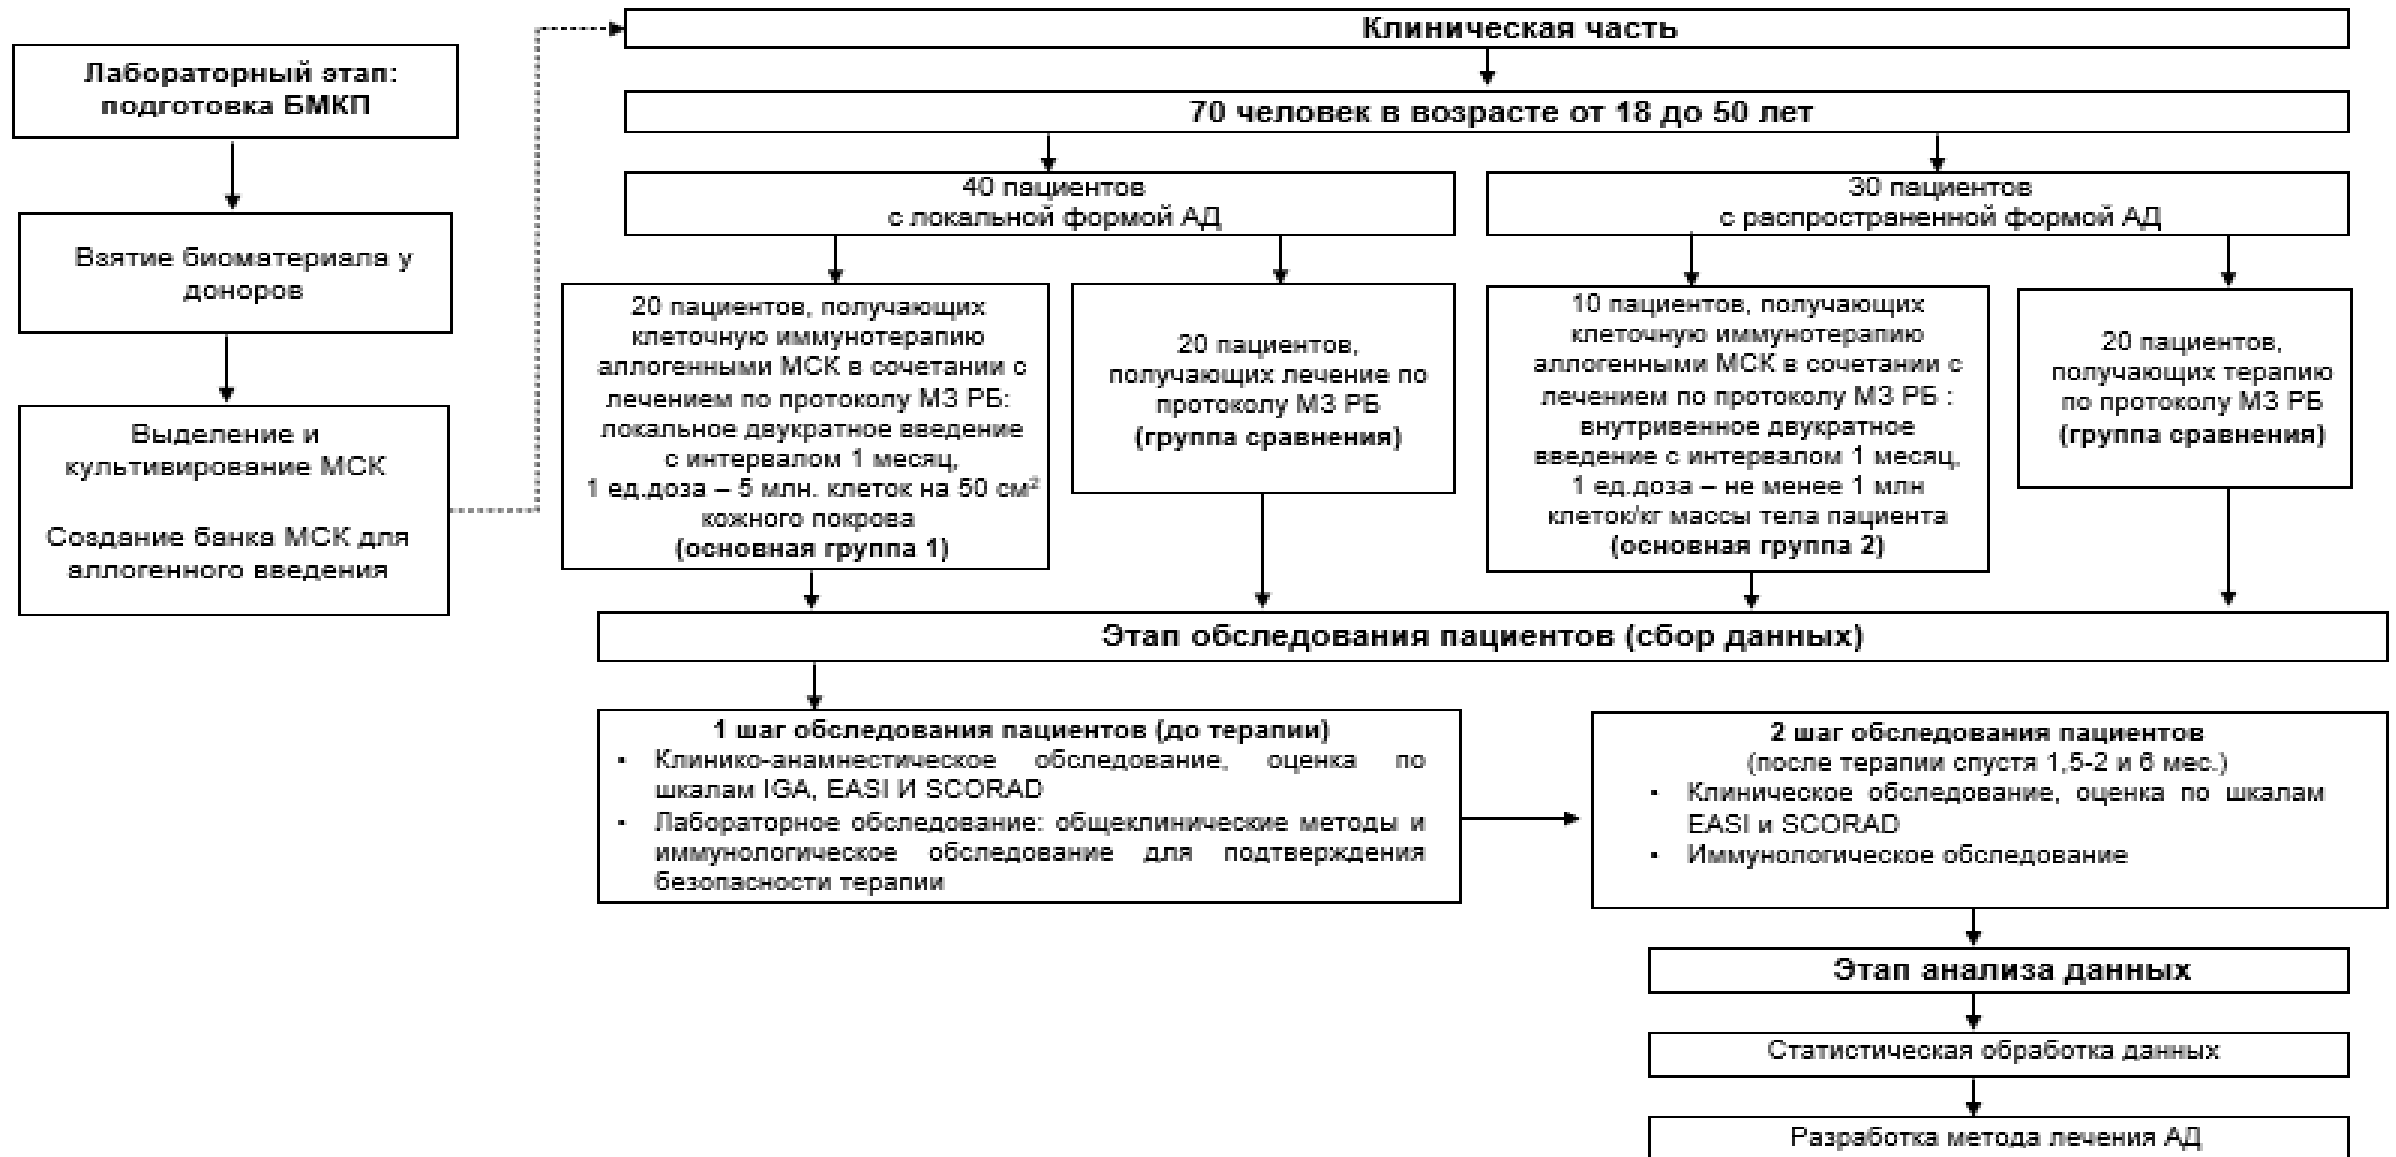 Лабораторный этап:
подготовка БМКП
Взятие биоматериала у
доноров
Выделение и
культивирование МСК
Создание банка МСК для
аллогенного введения
Клиническая часть
70 человек в возрасте от 18 до 50 лет
40 пациентов
с локальной формой АД
30 пациентов
с распространенной формой АД
20 пациентов, получающих
клеточную иммунотерапию
аллогенными МСК в сочетании с
лечением по протоколу МЗ РБ:
локальное двукратное введение
с интервалом 1 месяц,
1 ед.доза – 5 млн. клеток на 50 см²
кожного покрова
(основная группа 1)
20 пациентов,
получающих лечение по
протоколу МЗ РБ
(группа сравнения)
10 пациентов, получающих
клеточную иммунотерапию
аллогенными МСК в сочетании с
лечением по протоколу МЗ РБ :
внутривенное двукратное
введение с интервалом 1 месяц,
1 ед.доза – не менее 1 млн
клеток/кг массы тела пациента
(основная группа 2)
20 пациентов,
получающих терапию
по протоколу МЗ РБ
(группа сравнения)
Этап обследования пациентов (сбор данных)
1 шаг обследования пациентов (до терапии)
▪ Клинико-анамнестическое обследование, оценка по
шкалам IGA, EASI И SCORAD
▪ Лабораторное обследование: общеклинические методы и
иммунологическое обследование для подтверждения
безопасности терапии
2 шаг обследования пациентов
(после терапии спустя 1,5-2 и 6 мес.)
▪ Клиническое обследование, оценка по шкалам
EASI и SCORAD
▪ Иммунологическое обследование
Этап анализа данных
Статистическая обработка данных
Разработка метода лечения АД